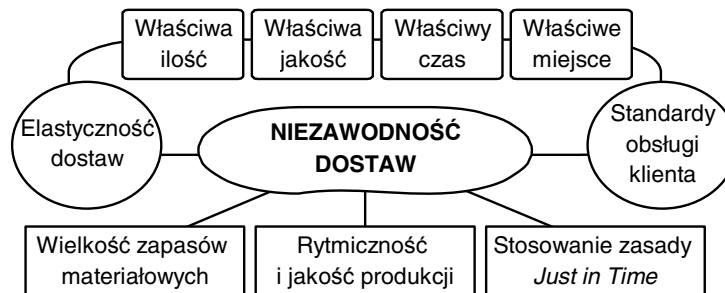 Właściwa
ilość
Właściwa
jakość
Właściwy
czas
Właściwe
miejsce
Elastyczność
dostaw
NIEZAWODNOŚĆ
DOSTAW
Standardy
obsługi
klienta
Wielkość zapasów
materiałowych
Rytmiczność
i jakość produkcji
Stosowanie zasady
Just in Time